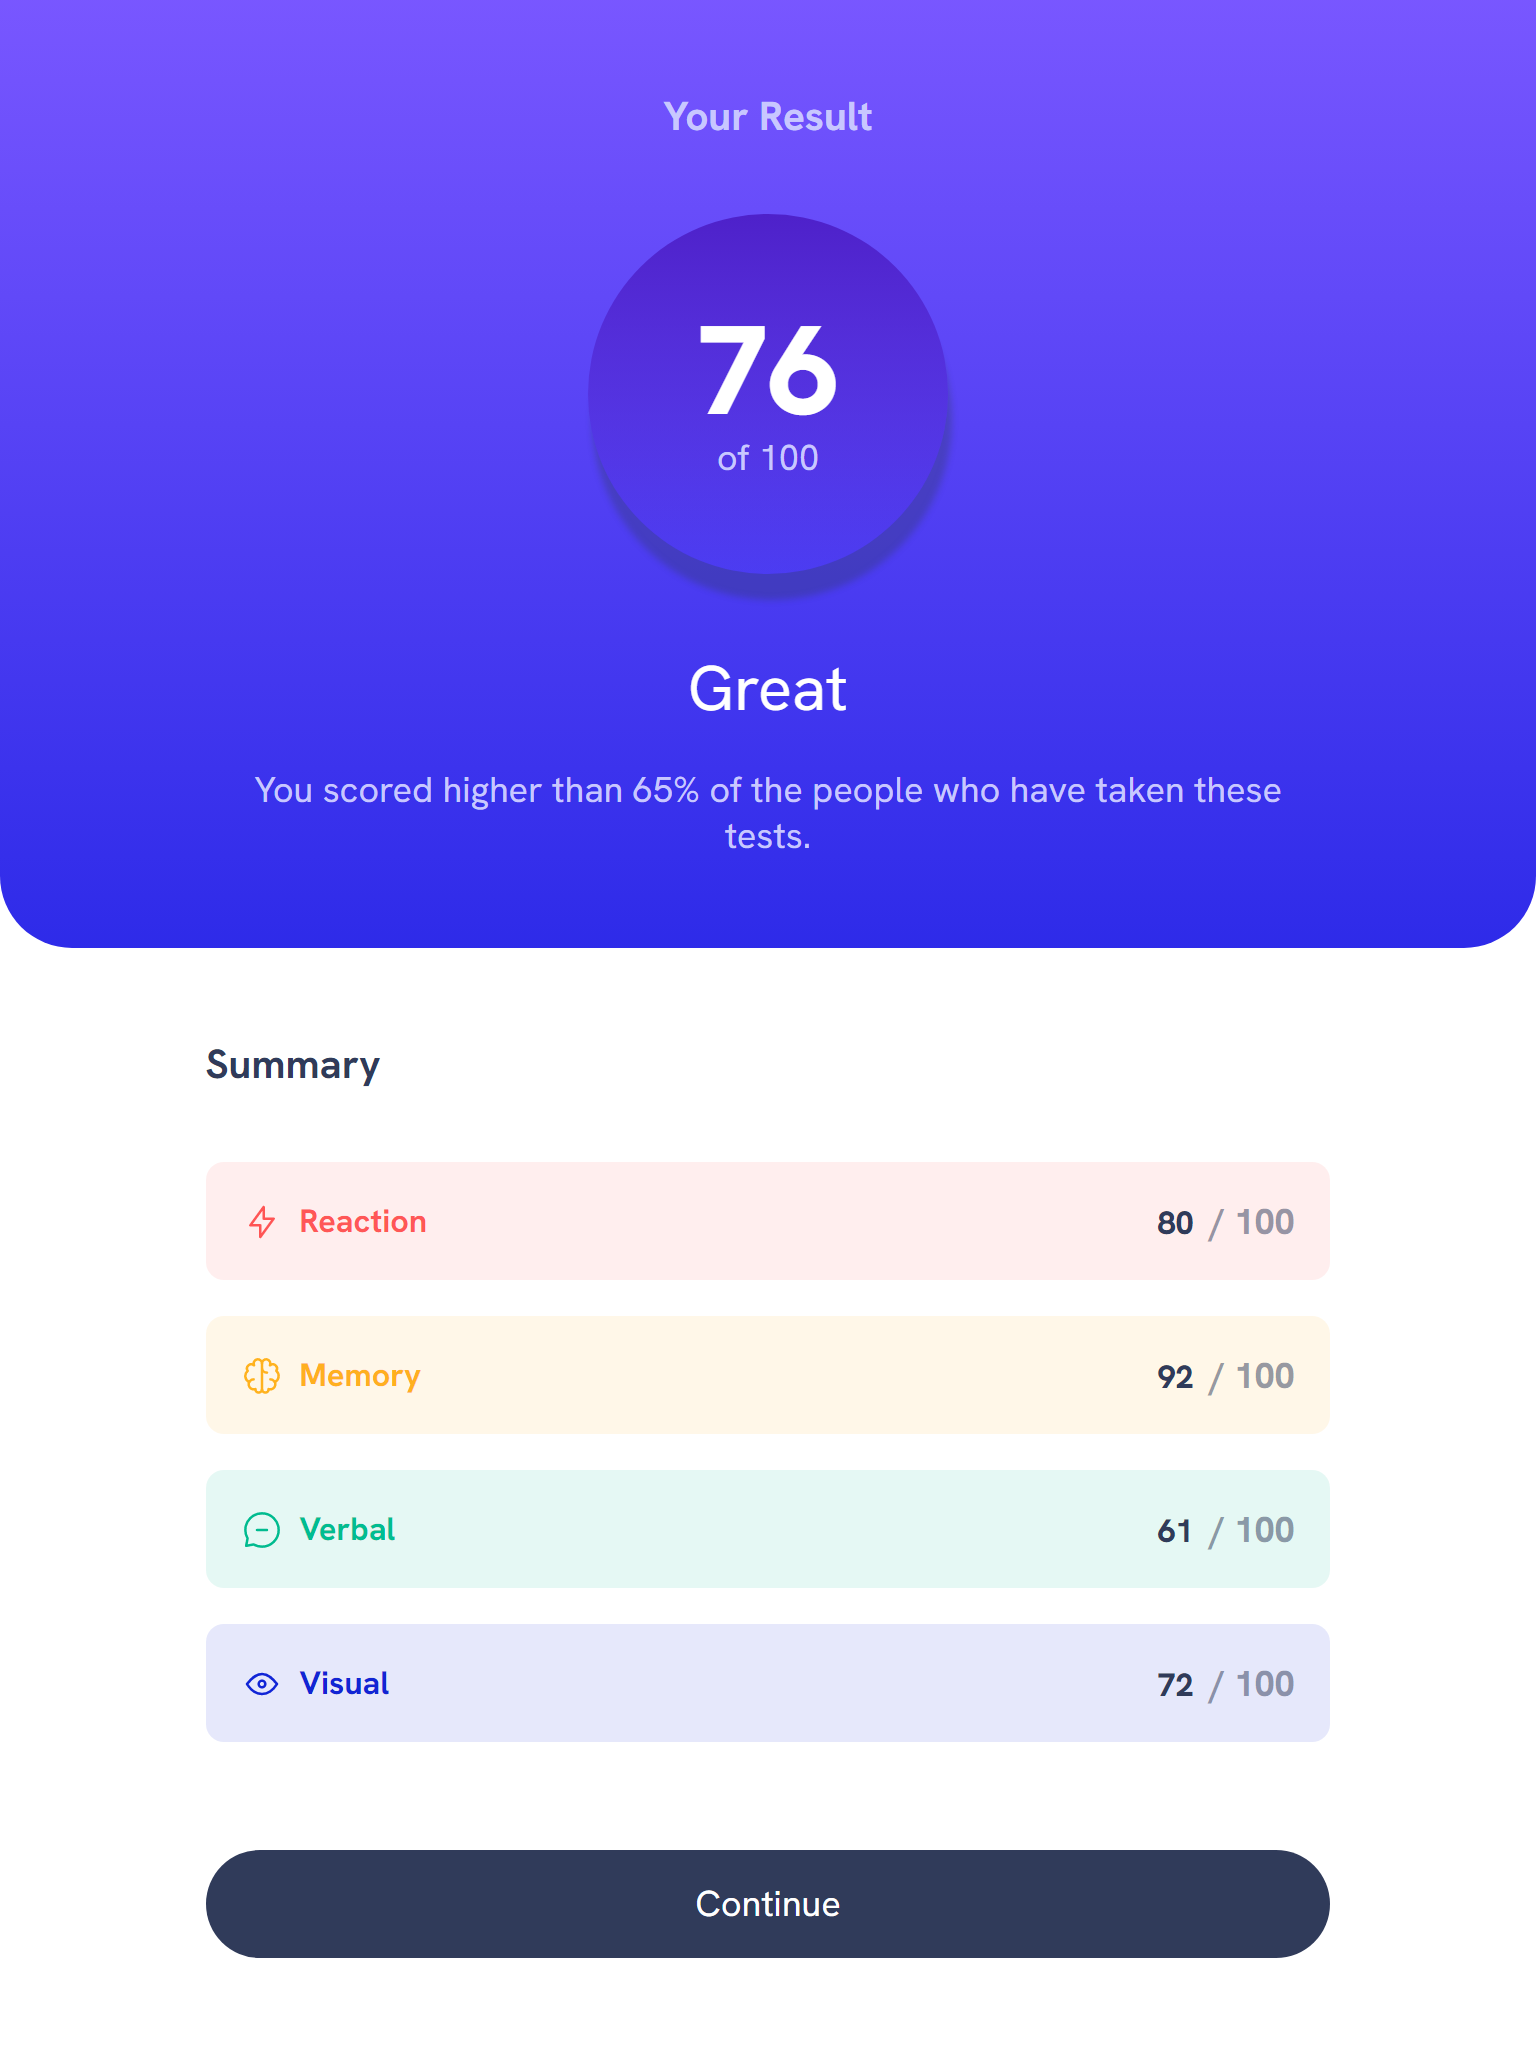 Your Result
76
of 100
Great
You scored higher than 65% of the people who have taken these
tests.
Summary
Reaction 80 / 100
Memory 92 / 100
Verbal 61 / 100
Visual 72 / 100
Continue